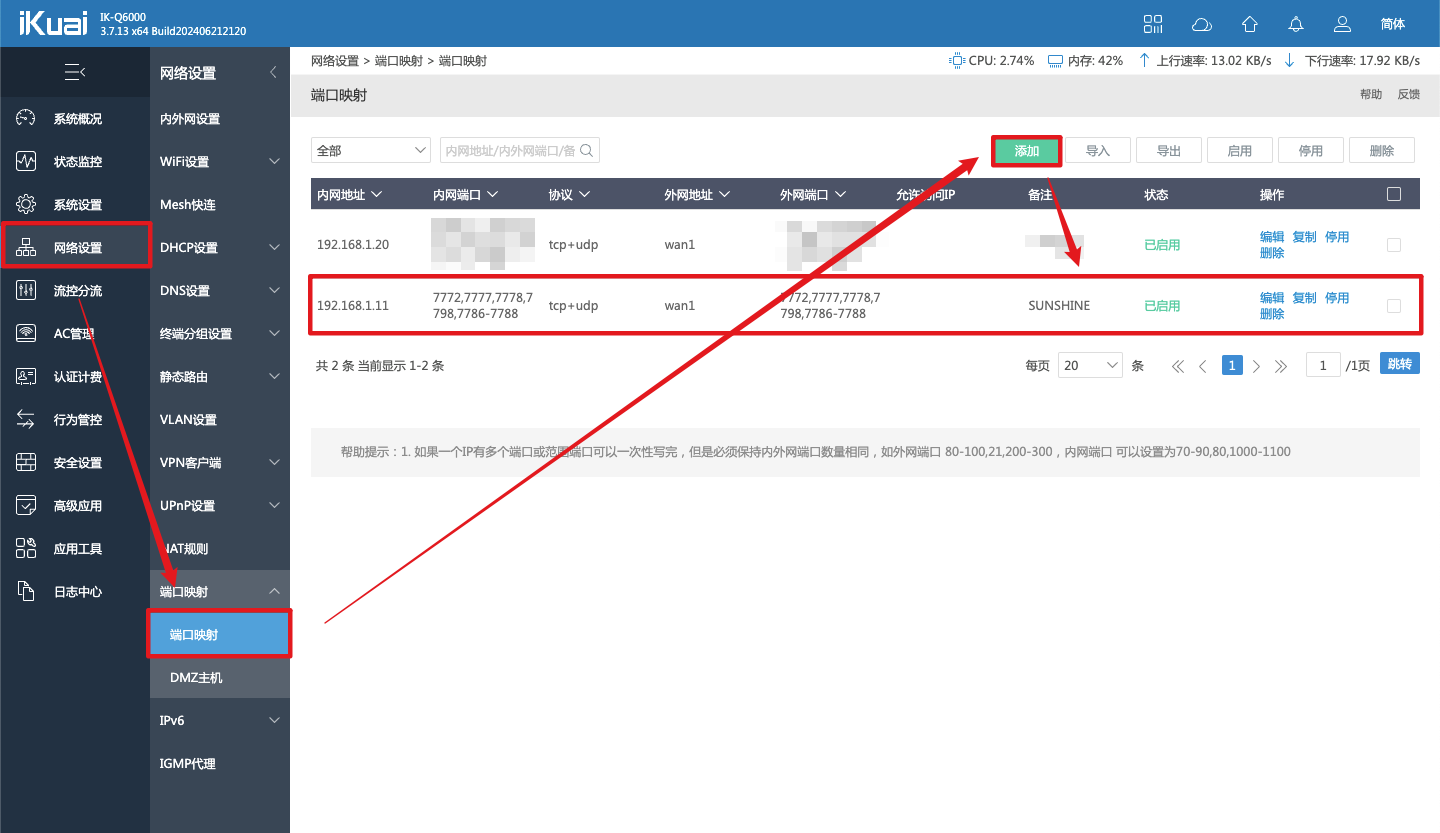 iKuai
IK-Q6000
3.7.13 x64 Build202406212120
简体
网络设置
网络设置 > 端口映射 > 端口映射
CPU: 2.74%
内存: 42%
上行速率: 13.02 KB/s
下行速率: 17.92 KB/s
系统概况
状态监控
系统设置
网络设置
流控分流
AC管理
认证计费
行为管控
安全设置
高级应用
应用工具
日志中心
内外网设置
WiFi设置
Mesh快连
DHCP设置
DNS设置
终端分组设置
静态路由
VLAN设置
VPN客户端
UPnP设置
NAT规则
端口映射
端口映射
DMZ主机
IPv6
IGMP代理
端口映射
帮助 反馈
全部
内网地址/内外网端口/备
添加 导入 导出 启用 停用 删除
内网地址 内网端口 协议 外网地址 外网端口 允许访问IP 备注 状态 操作
192.168.1.20 tcp+udp wan1 已启用 编辑 复制 停用
删除
192.168.1.11 7772,7777,7778,7 tcp+udp wan1 7772,7777,7778,7 SUNSHINE 已启用 编辑 复制 停用
798,7786-7788 798,7786-7788 删除
共 2 条 当前显示 1-2 条
每页 20 条 1 1 /1页 跳转
帮助提示：1. 如果一个IP有多个端口或范围端口可以一次性写完，但是必须保持内外网端口数量相同，如外网端口 80-100,21,200-300，内网端口 可以设置为70-90,80,1000-1100